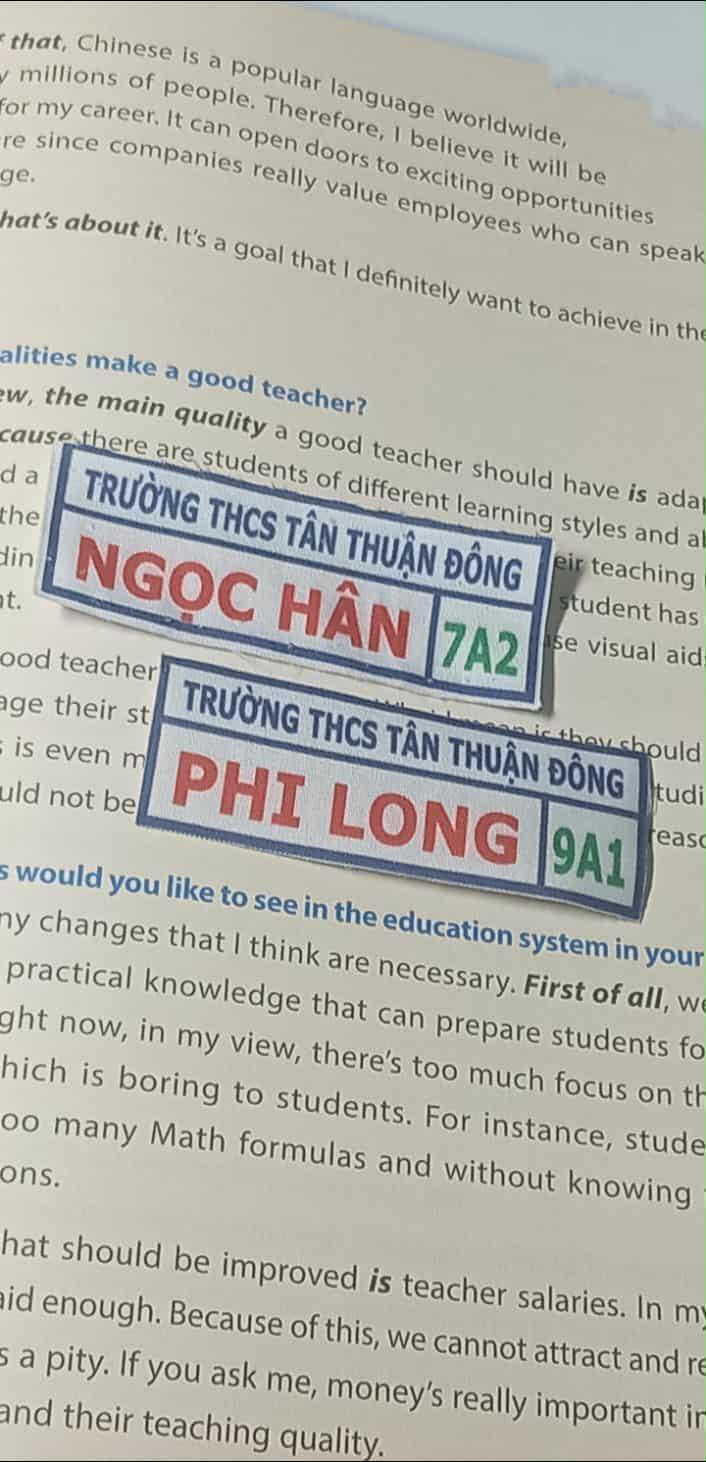 that, Chinese is a popular language worldwide,
millions of people. Therefore, I believe it will be
for my career. It can open doors to exciting opportunities
re since companies really value employees who can speak
ge.
hat's about it. It's a goal that I definitely want to achieve in the
alities make a good teacher?
ew, the main quality a good teacher should have is adap
cause there are students of different learning styles and al
d a
the
eir teaching
din
student has
t.
se visual aid
TRƯỜNG THCS TÂN THUẬN ĐÔNG
NGỌC HÂN 7A2
ood teacher
is they should
age their st
tudi
s is even m
reaso
uld not be
TRƯỜNG THCS TÂN THUẬN ĐÔNG
PHI LONG 9A1
s would you like to see in the education system in your
ny changes that I think are necessary. First of all, we
practical knowledge that can prepare students fo
ght now, in my view, there's too much focus on th
hich is boring to students. For instance, stude
oo many Math formulas and without knowing
ons.
hat should be improved is teacher salaries. In my
aid enough. Because of this, we cannot attract and re
s a pity. If you ask me, money's really important in
and their teaching quality.